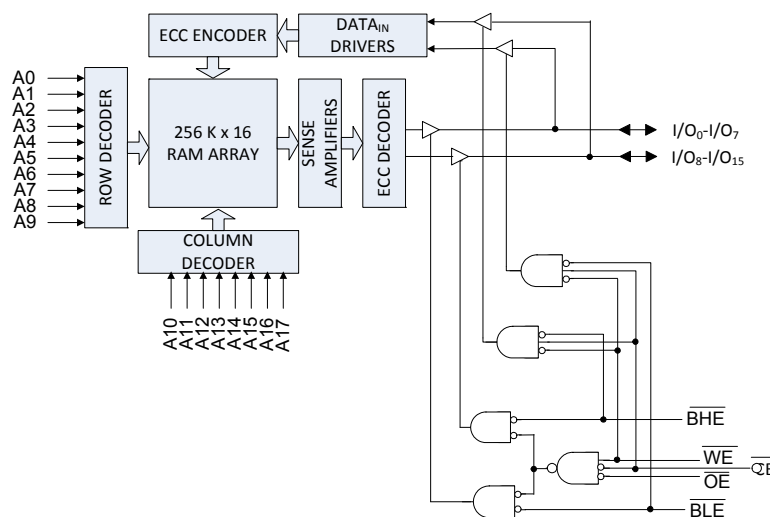 ECC ENCODER
DATAIN
DRIVERS
A0
A1
A2
A3
A4
A5
A6
A7
A8
A9
ROW DECODER
256 K x 16
RAM ARRAY
SENSE
AMPLIFIERS
ECC DECODER
I/O0-I/O7
I/O8-I/O15
COLUMN
DECODER
A10
A11
A12
A13
A14
A15
A16
A17
BHE
WE
CE
OE
BLE